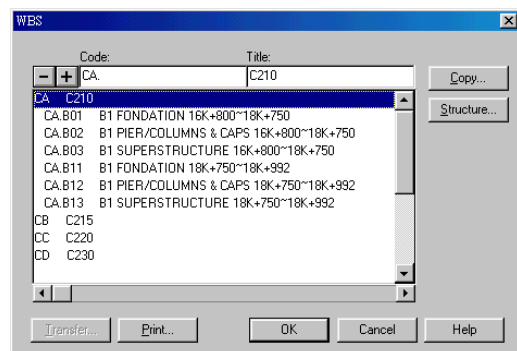 WBS
Code: Title:
CA. C210
Copy...
Structure...
CA C210
CA.B01 B1 FONDATION 16K+800~18K+750
CA.B02 B1 PIER/COLUMNS & CAPS 16K+800~18K+750
CA.B03 B1 SUPERSTRUCTURE 16K+800~18K+750
CA.B11 B1 FONDATION 18K+750~18K+992
CA.B12 B1 PIER/COLUMNS & CAPS 18K+750~18K+992
CA.B13 B1 SUPERSTRUCTURE 18K+750~18K+992
CB C215
CC C220
CD C230
Transfer... Print... OK Cancel Help